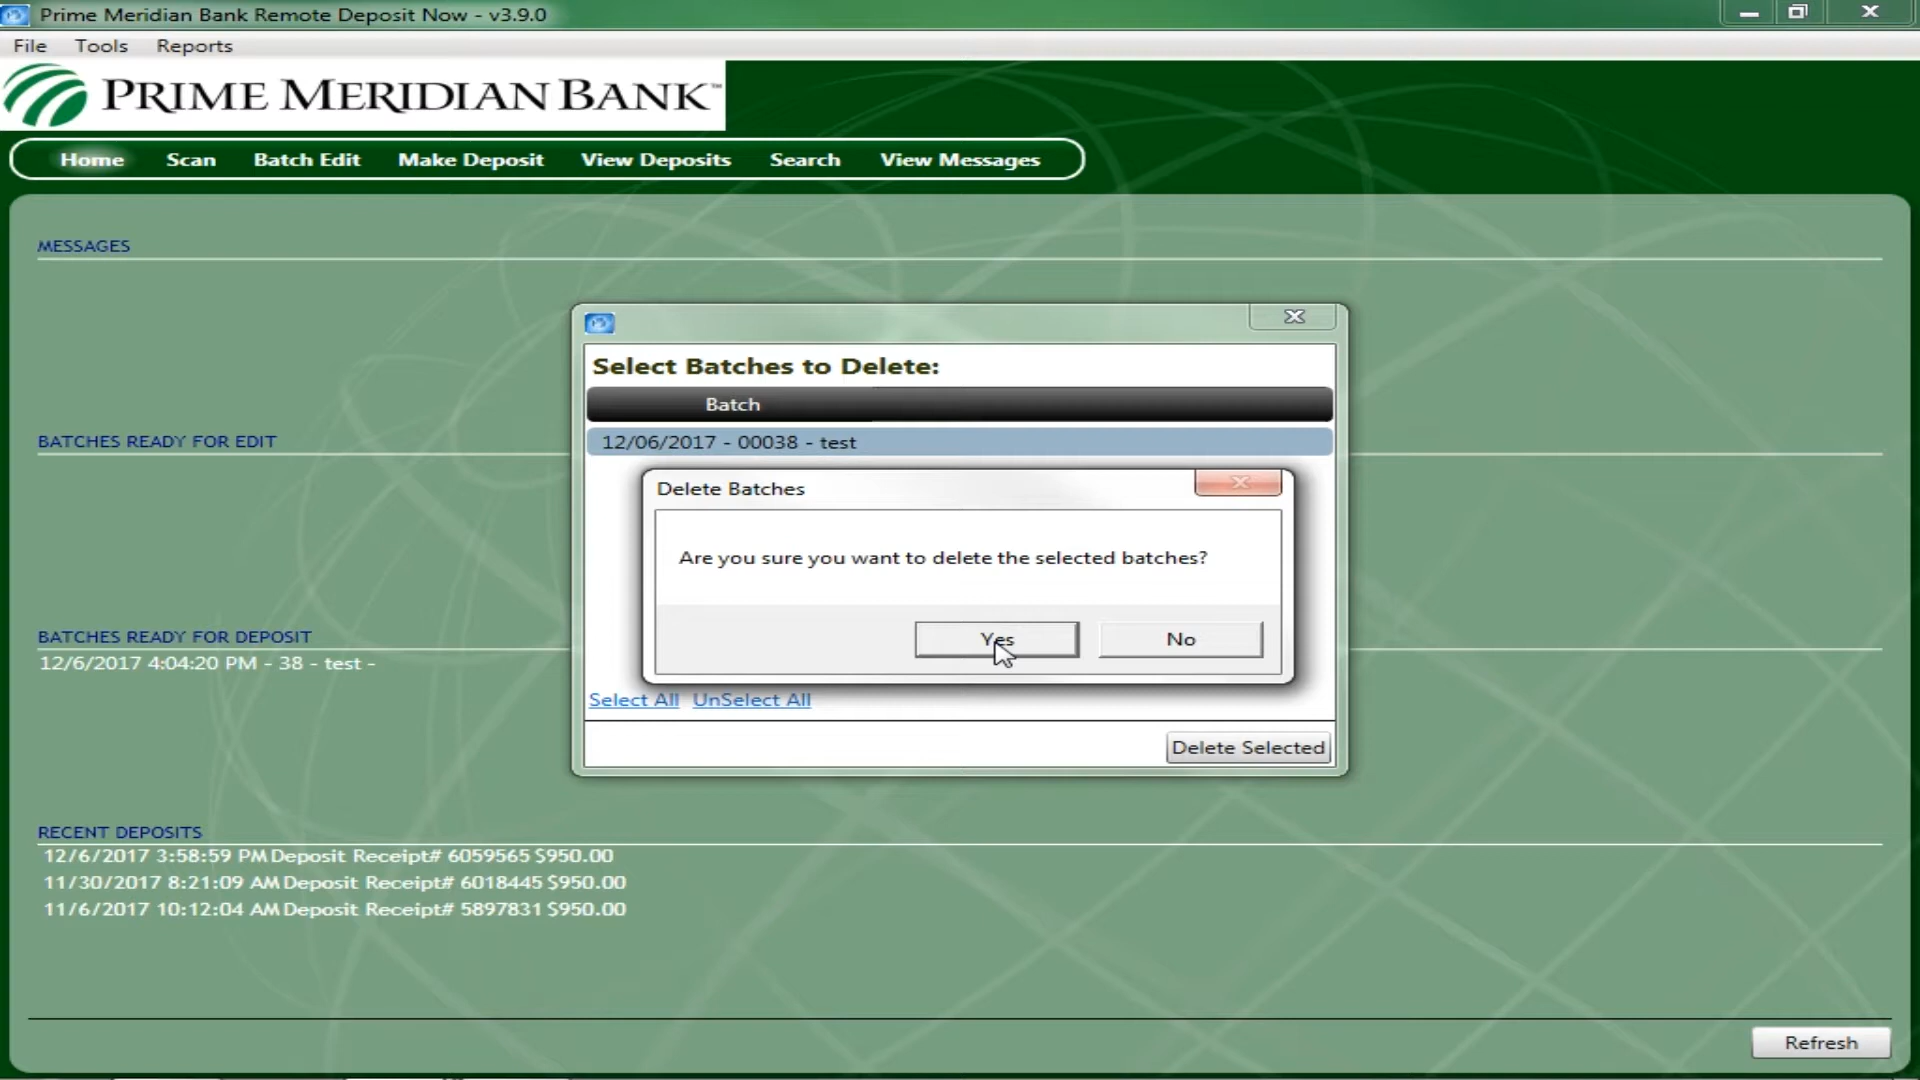 Prime Meridian Bank Remote Deposit Now - v3.9.0
File Tools Reports
PRIME MERIDIAN BANK™
Home Scan Batch Edit Make Deposit View Deposits Search View Messages
MESSAGES
Select Batches to Delete:
Batch
12/06/2017 - 00038 - test
BATCHES READY FOR EDIT
Delete Batches
Are you sure you want to delete the selected batches?
Yes No
BATCHES READY FOR DEPOSIT
12/6/2017 4:04:20 PM - 38 - test -
Select All UnSelect All
Delete Selected
RECENT DEPOSITS
12/6/2017 3:58:59 PM Deposit Receipt# 6059565 $950.00
11/30/2017 8:21:09 AM Deposit Receipt# 6018445 $950.00
11/6/2017 10:12:04 AM Deposit Receipt# 5897831 $950.00
Refresh